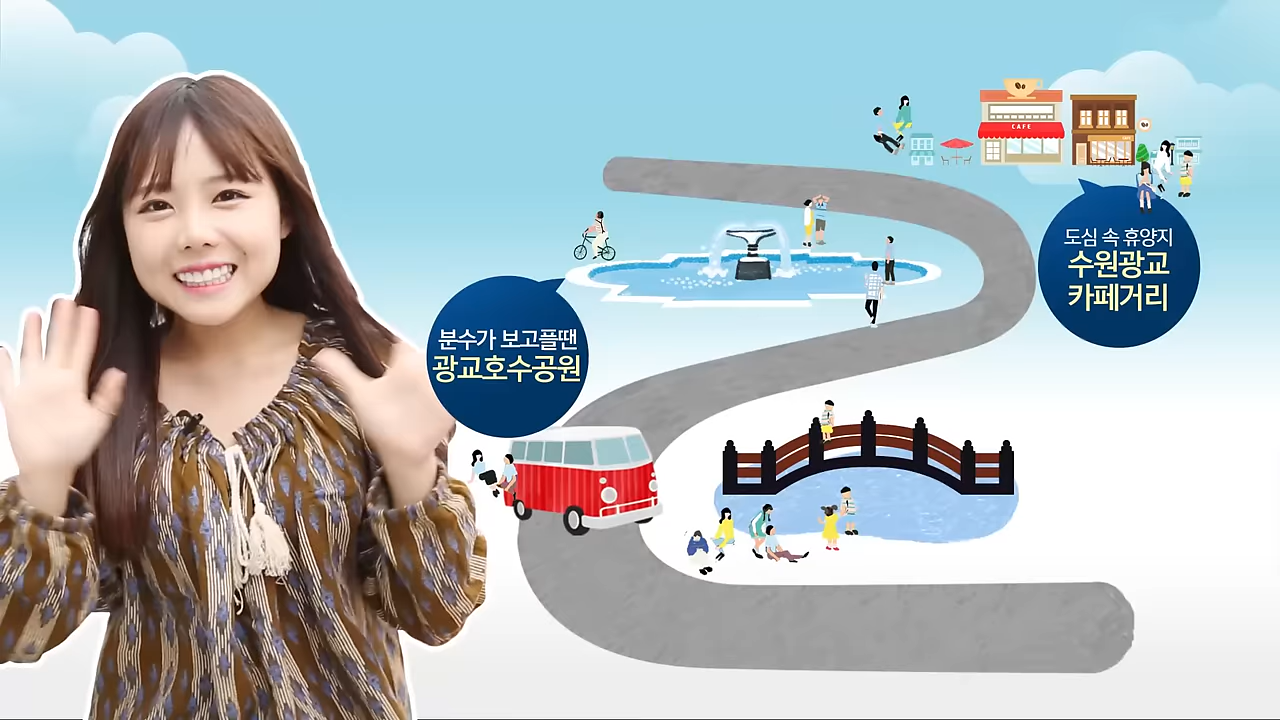 CAFE
도심 속 휴양지
수원광교
카페거리
분수가 보고플땐
광교호수공원